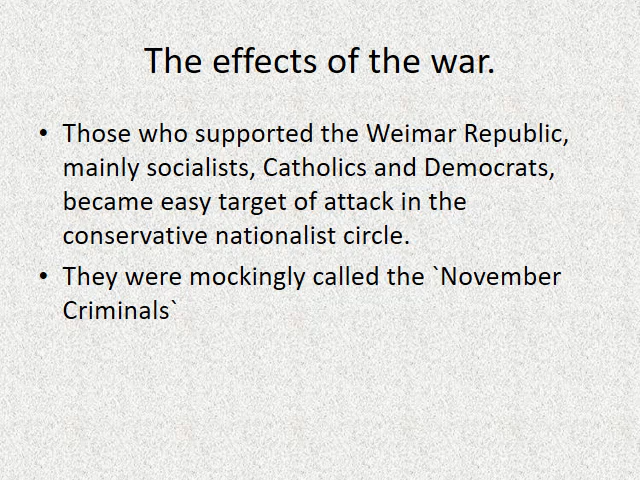 The effects of the war.
• Those who supported the Weimar Republic,
mainly socialists, Catholics and Democrats,
became easy target of attack in the
conservative nationalist circle.
• They were mockingly called the `November
Criminals`